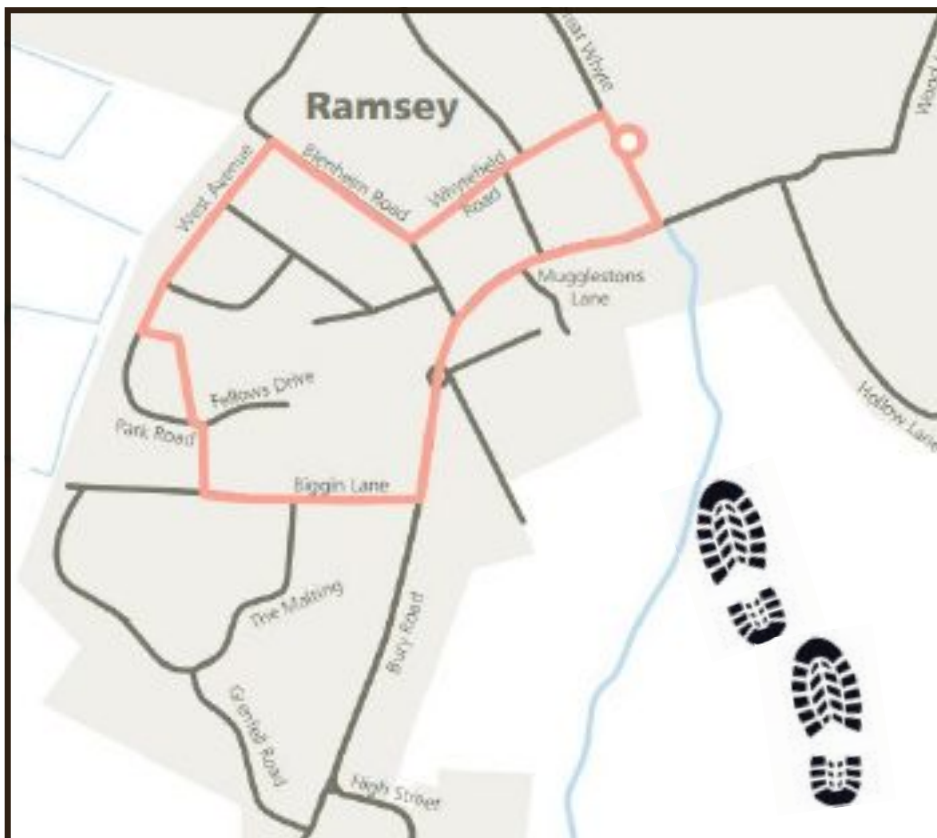 Whyte
Wood
Ramsey
Blenheim Road
West Avenue
Whytefield
Road
Mugglestons
Lane
Fellows Drive
Park Road
Hollow Lane
Biggin Lane
The Malting
Bury Road
Grenfell Road
High Street